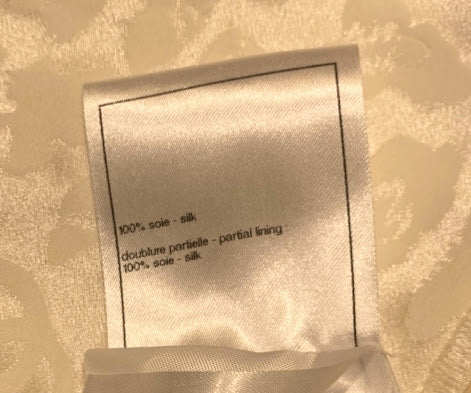 100% soie - silk
doublure partielle - partial lining
100% soie - silk